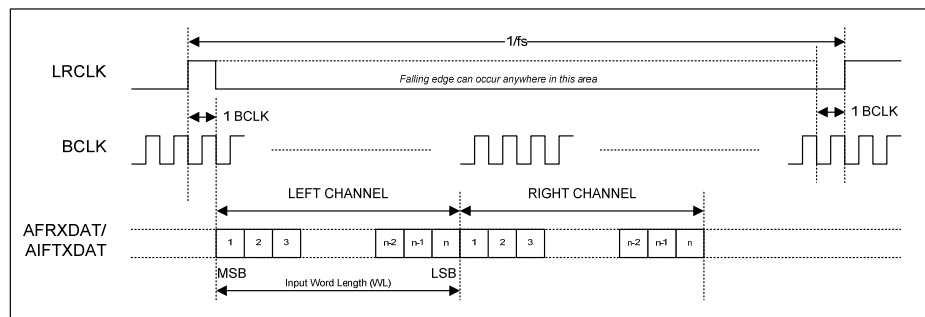 1/fs
LRCLK
Falling edge can occur anywhere in this area
1 BCLK
1 BCLK
BCLK
LEFT CHANNEL
RIGHT CHANNEL
AFRXDAT/
AIFTXDAT
1 2 3 n-2 n-1 n 1 2 3 n-2 n-1 n
MSB LSB
Input Word Length (WL)